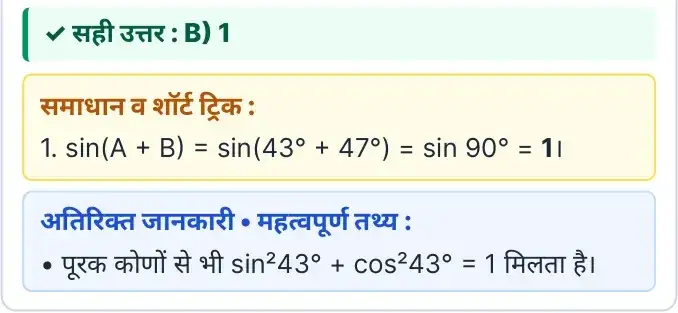 ✓ सही उत्तर : B) 1
समाधान व शॉर्ट ट्रिक :
1. sin(A + B) = sin(43° + 47°) = sin 90° = 1।
अतिरिक्त जानकारी • महत्वपूर्ण तथ्य :
• पूरक कोणों से भी sin²43° + cos²43° = 1 मिलता है।